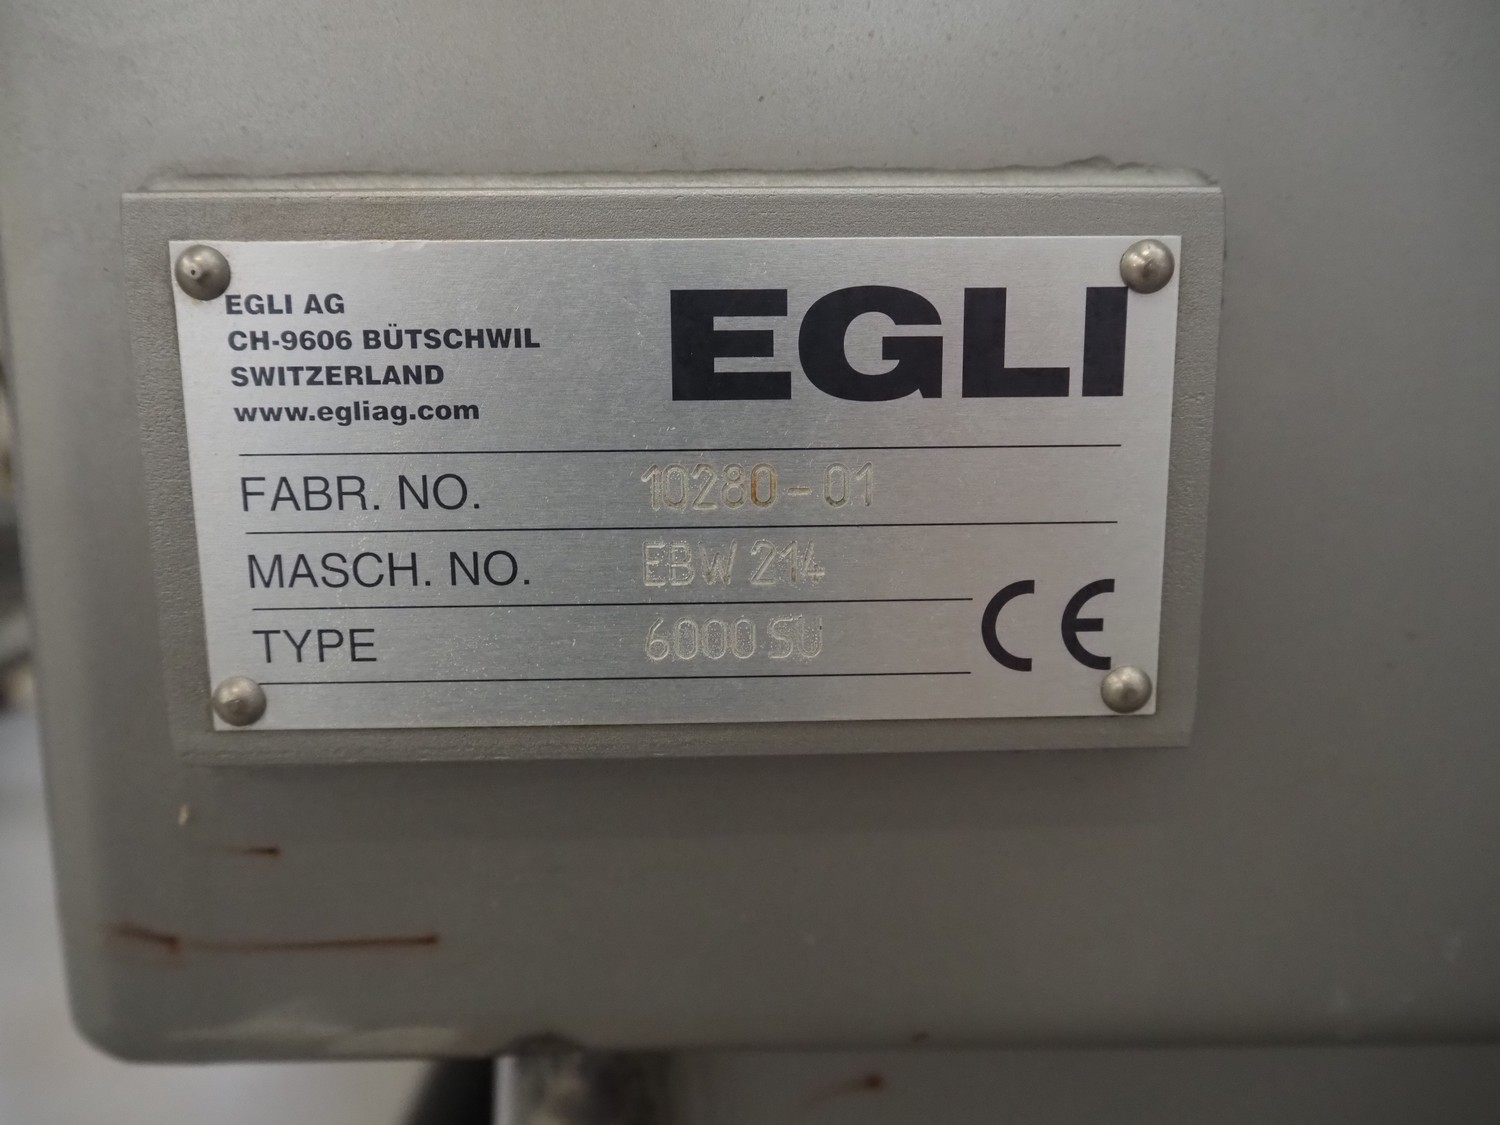 EGLI AG
CH-9606 BÜTSCHWIL
SWITZERLAND
www.egliag.com
EGLI
FABR. NO. 10280-01
MASCH. NO. EBW 214
TYPE 6000 SU
CE